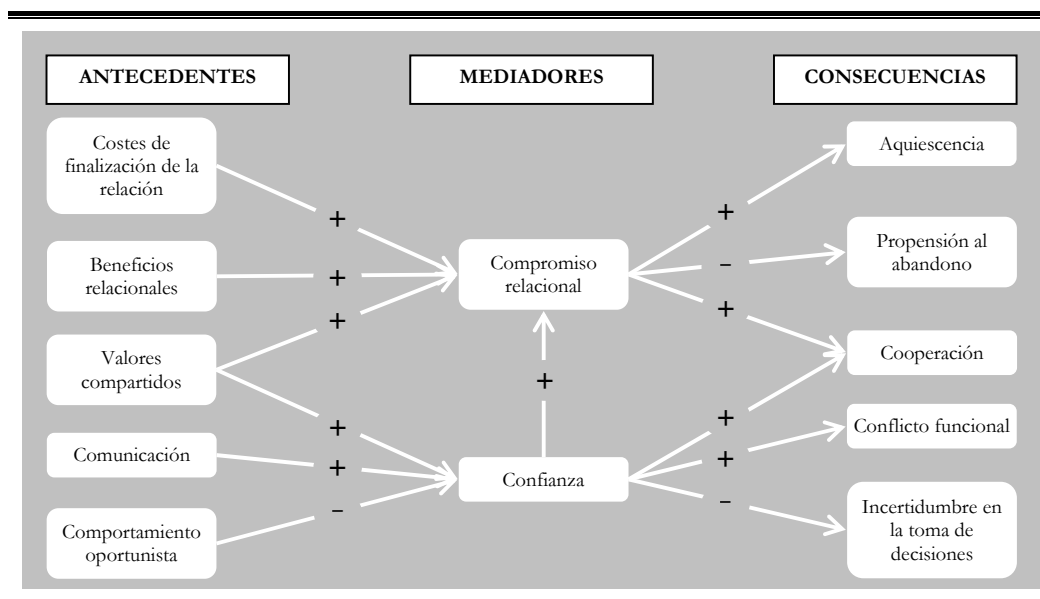 ANTECEDENTES
MEDIADORES
CONSECUENCIAS
Costes de
finalización de la
relación
Beneficios
relacionales
Valores
compartidos
Comunicación
Comportamiento
oportunista
+
+
+
+
+
-
Compromiso
relacional
+
Confianza
+
-
+
+
+
-
Aquiescencia
Propensión al
abandono
Cooperación
Conflicto funcional
Incertidumbre en
la toma de
decisiones